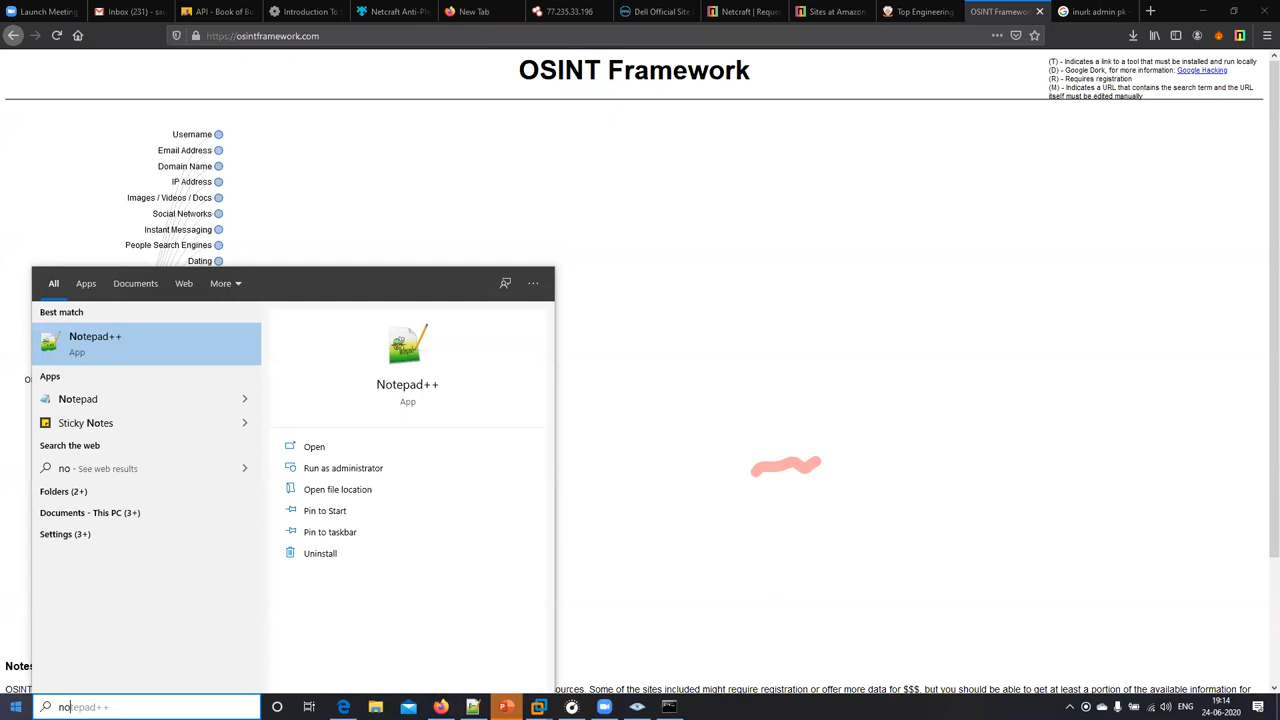 Launch Meeting
Inbox (231) - sa
API - Book of Bu
Introduction To
Netcraft Anti-Ph
New Tab
77.235.33.196
Dell Official Site
Netcraft | Reque
Sites at Amazon
Top Engineering
OSINT Framewor
inurl: admin pk
https://osintframework.com
OSINT Framework
(T) - Indicates a link to a tool that must be installed and run locally
(D) - Google Dork, for more information: Google Hacking
(R) - Requires registration
(M) - Indicates a URL that contains the search term and the URL
itself must be edited manually
Username
Email Address
Domain Name
IP Address
Images / Videos / Docs
Social Networks
Instant Messaging
People Search Engines
Dating
All Apps Documents Web More
Best match
Notepad++
App
Apps
Notepad
Sticky Notes
Search the web
no - See web results
Folders (2+)
Documents - This PC (3+)
Settings (3+)
Notepad++
App
Open
Run as administrator
Open file location
Pin to Start
Pin to taskbar
Uninstall
Notes
OSINT
ources. Some of the sites included might require registration or offer more data for $$$, but you should be able to get at least a portion of the available information for
notepad++
ENG
19:14
24-06-2020